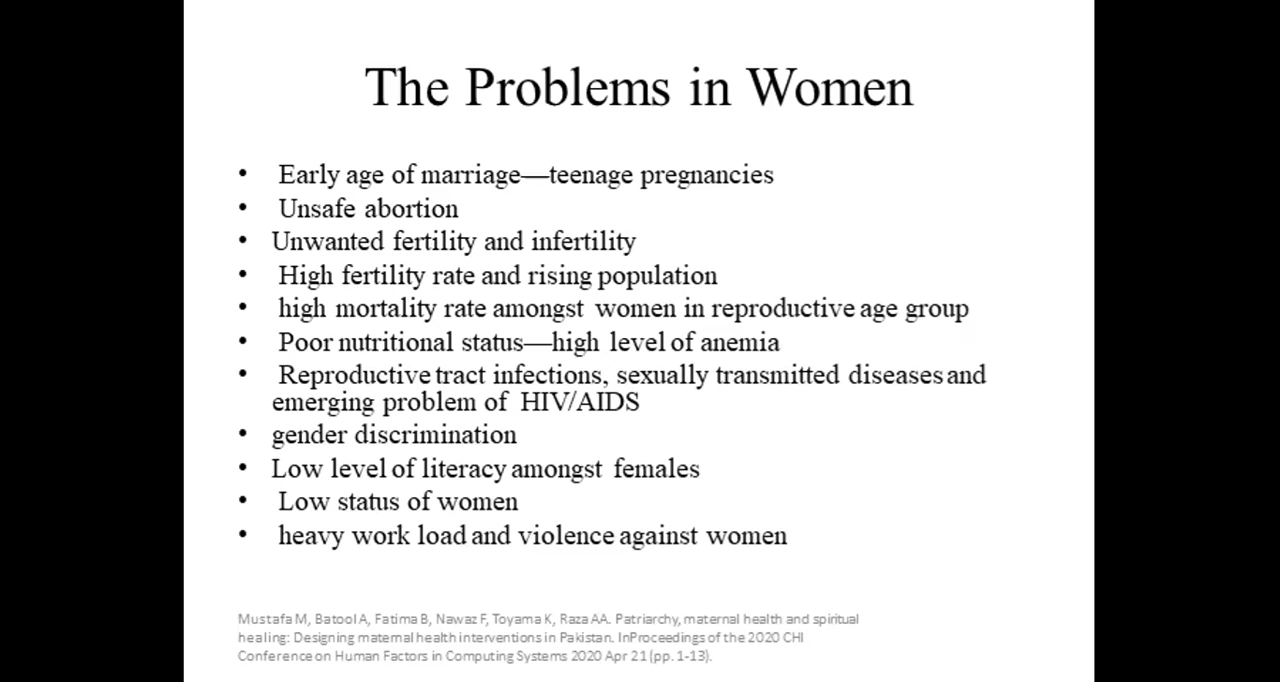 The Problems in Women
• Early age of marriage—teenage pregnancies
• Unsafe abortion
• Unwanted fertility and infertility
• High fertility rate and rising population
• high mortality rate amongst women in reproductive age group
• Poor nutritional status—high level of anemia
• Reproductive tract infections, sexually transmitted diseases and
emerging problem of HIV/AIDS
• gender discrimination
• Low level of literacy amongst females
• Low status of women
• heavy work load and violence against women
Mustafa M, Batool A, Fatima B, Nawaz F, Toyama K, Raza AA. Patriarchy, maternal health and spiritual
healing: Designing maternal health interventions in Pakistan. InProceedings of the 2020 CHI
Conference on Human Factors in Computing Systems 2020 Apr 21 (pp. 1-13).